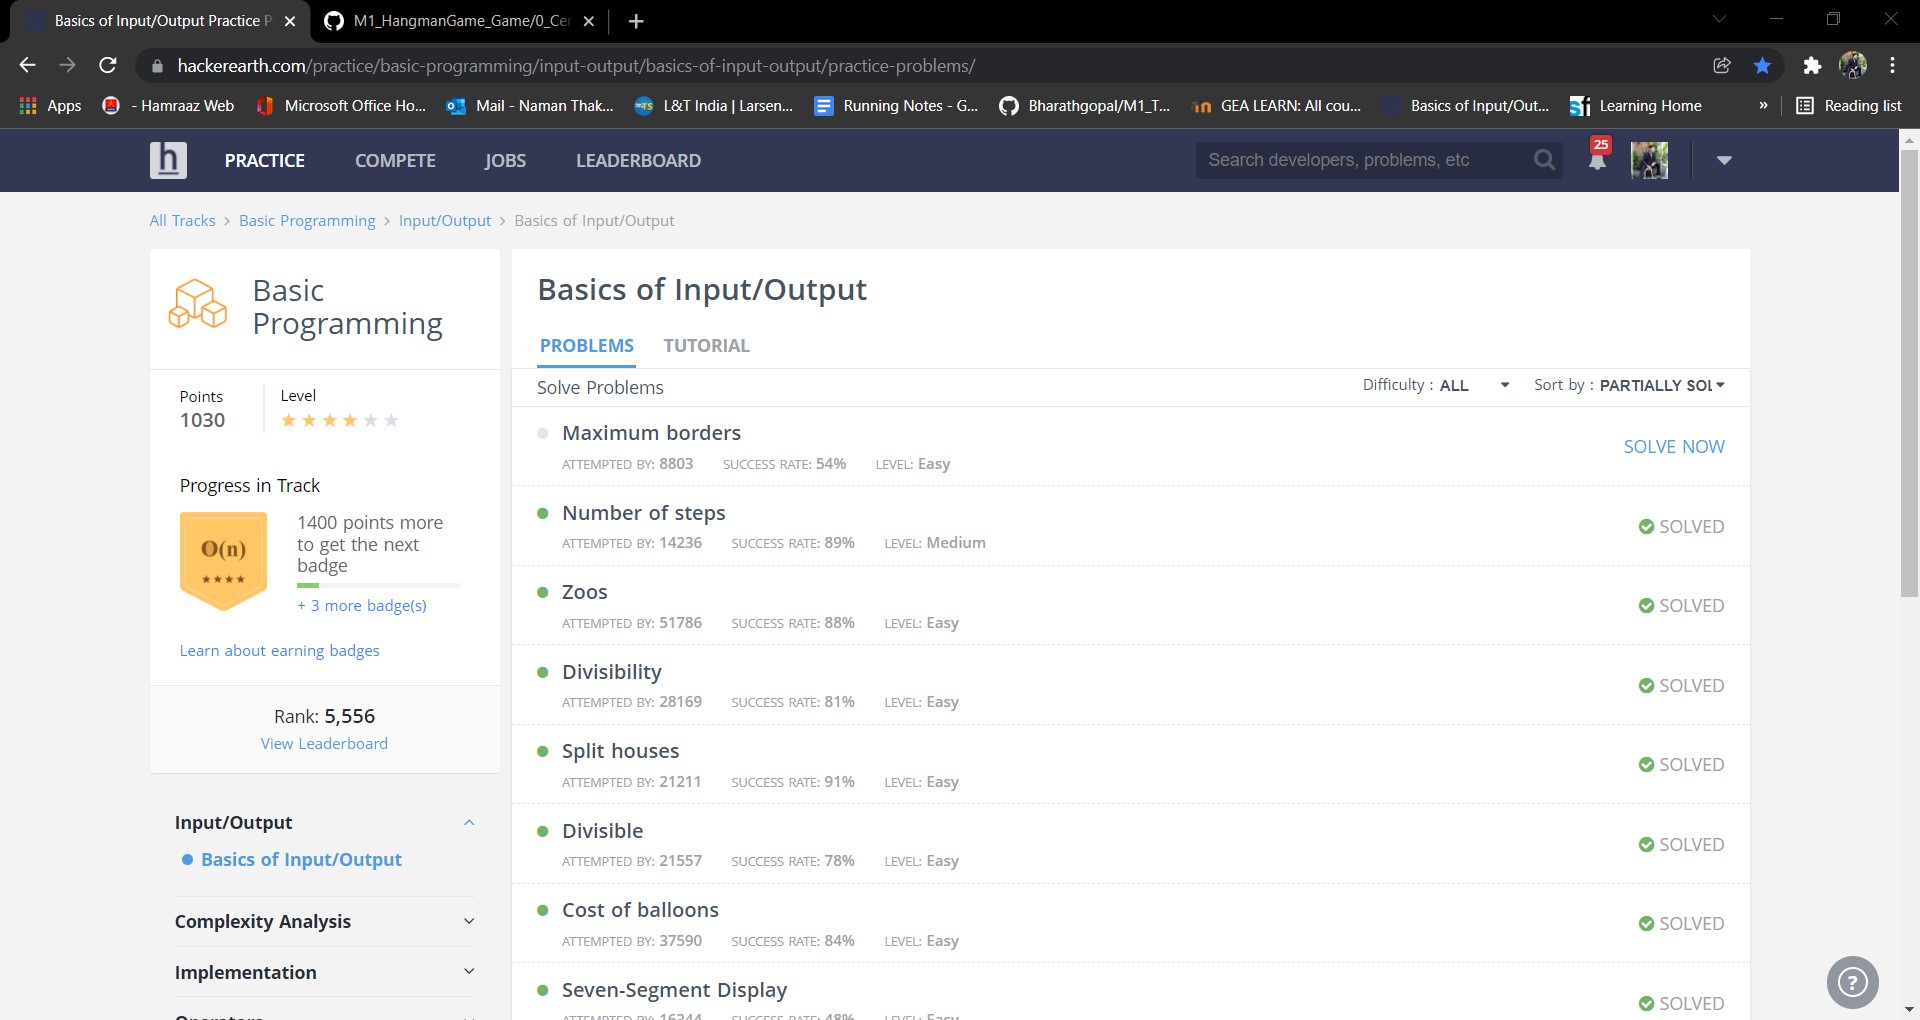 Basics of Input/Output Practice P
M1_HangmanGame_Game/0_Cer
hackerearth.com/practice/basic-programming/input-output/basics-of-input-output/practice-problems/
Apps - Hamraaz Web Microsoft Office Ho... Mail - Naman Thak... L&T India | Larsen... Running Notes - G... Bharathgopal/M1_T... GEA LEARN: All cou... Basics of Input/Out... Learning Home » Reading list
h PRACTICE COMPETE JOBS LEADERBOARD Search developers, problems, etc 25
All Tracks > Basic Programming > Input/Output > Basics of Input/Output
Basic
Programming
Points
1030
Level
Progress in Track
O(n)
1400 points more
to get the next
badge
+ 3 more badge(s)
Learn about earning badges
Rank: 5,556
View Leaderboard
Input/Output
Basics of Input/Output
Complexity Analysis
Implementation
Operators
Basics of Input/Output
PROBLEMS TUTORIAL
Solve Problems Difficulty : ALL Sort by : PARTIALLY SOL
Maximum borders
ATTEMPTED BY: 8803 SUCCESS RATE: 54% LEVEL: Easy
SOLVE NOW
Number of steps
ATTEMPTED BY: 14236 SUCCESS RATE: 89% LEVEL: Medium
SOLVED
Zoos
ATTEMPTED BY: 51786 SUCCESS RATE: 88% LEVEL: Easy
SOLVED
Divisibility
ATTEMPTED BY: 28169 SUCCESS RATE: 81% LEVEL: Easy
SOLVED
Split houses
ATTEMPTED BY: 21211 SUCCESS RATE: 91% LEVEL: Easy
SOLVED
Divisible
ATTEMPTED BY: 21557 SUCCESS RATE: 78% LEVEL: Easy
SOLVED
Cost of balloons
ATTEMPTED BY: 37590 SUCCESS RATE: 84% LEVEL: Easy
SOLVED
Seven-Segment Display
ATTEMPTED BY: 16344 SUCCESS RATE: 48% LEVEL: Easy
SOLVED
?